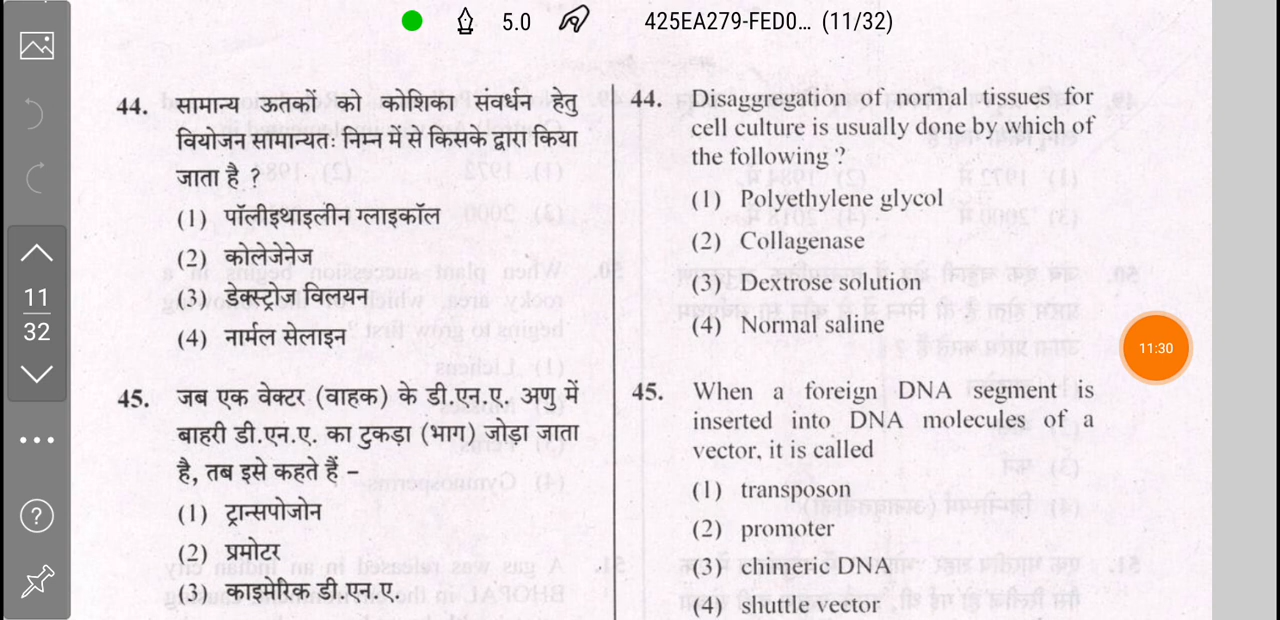 5.0
425EA279-FED0... (11/32)
44. सामान्य ऊतकों को कोशिका संवर्धन हेतु
वियोजन सामान्यतः निम्न में से किसके द्वारा किया
जाता है ?
(1) पॉलीइथाइलीन ग्लाइकॉल
(2) कोलेजेनेज
(3) डेक्स्ट्रोज विलयन
(4) नार्मल सेलाइन
45. जब एक वेक्टर (वाहक) के डी.एन.ए. अणु में
बाहरी डी.एन.ए. का टुकड़ा (भाग) जोड़ा जाता
है, तब इसे कहते हैं –
(1) ट्रान्सपोजोन
(2) प्रमोटर
(3) काइमेरिक डी.एन.ए.
44. Disaggregation of normal tissues for
cell culture is usually done by which of
the following ?
(1) Polyethylene glycol
(2) Collagenase
(3) Dextrose solution
(4) Normal saline
45. When a foreign DNA segment is
inserted into DNA molecules of a
vector, it is called
(1) transposon
(2) promoter
(3) chimeric DNA
(4) shuttle vector
11
32
11:30